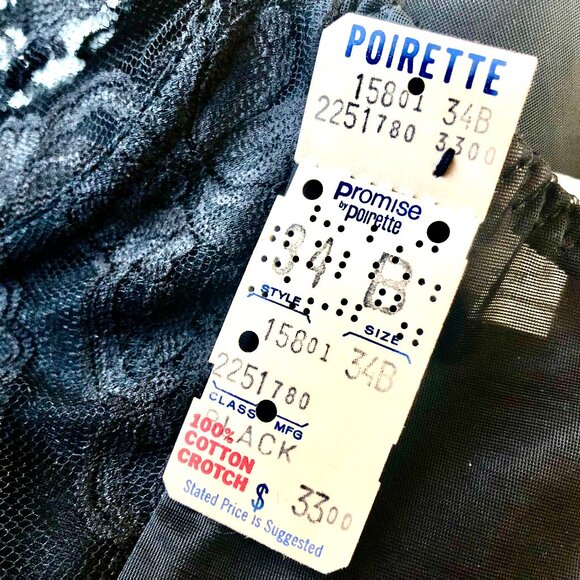 POIRETTE
15801 34B
2251780 3300
promise
by poirette
34 B
STYLE SIZE
15801 34B
2251780
CLASS MFG
BLACK
100%
COTTON
CROTCH
$ 3300
Stated Price is Suggested